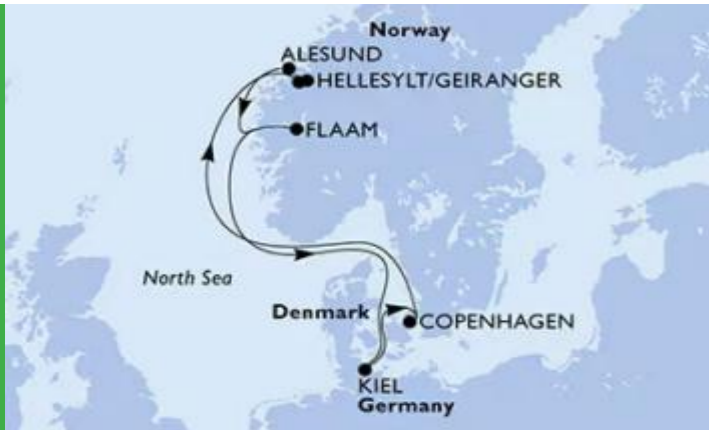 Norway
ALESUND
HELLESYLT/GEIRANGER
FLAAM
North Sea
Denmark
COPENHAGEN
KIEL
Germany